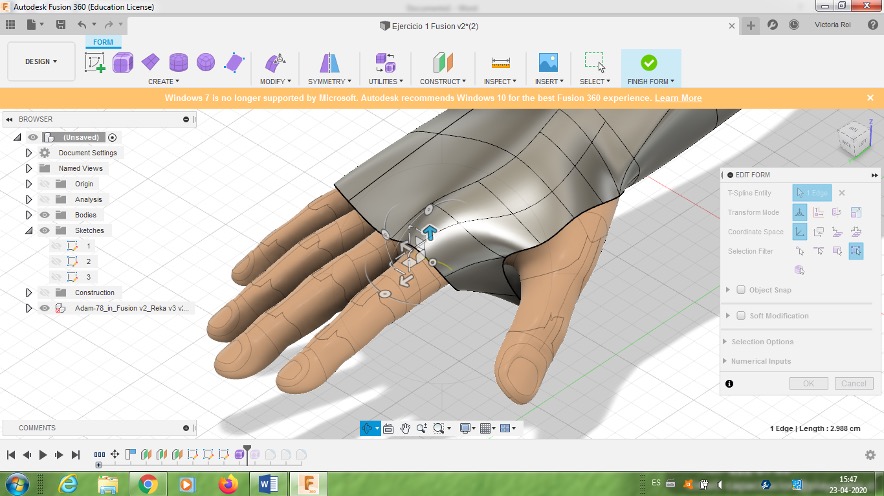 Autodesk Fusion 360 (Education License)
Ejercicio 1 Fusion v2*(2)
Victoria Roi
FORM
DESIGN
CREATE
MODIFY
SYMMETRY
UTILITIES
CONSTRUCT
INSPECT
INSERT
SELECT
FINISH FORM
Windows 7 is no longer supported by Microsoft. Autodesk recommends Windows 10 for the best Fusion 360 experience. Learn More
BROWSER
(Unsaved)
Document Settings
Named Views
Origin
Analysis
Bodies
Sketches
1
2
3
Construction
Adam-78_in_Fusion v2_Reka v3 v...
EDIT FORM
T-Spline Entity
1 Edge
Transform Mode
Coordinate Space
Selection Filter
Object Snap
Soft Modification
Selection Options
Numerical Inputs
OK
Cancel
COMMENTS
1 Edge | Length : 2.988 cm
ES
15:47
23-04-2020